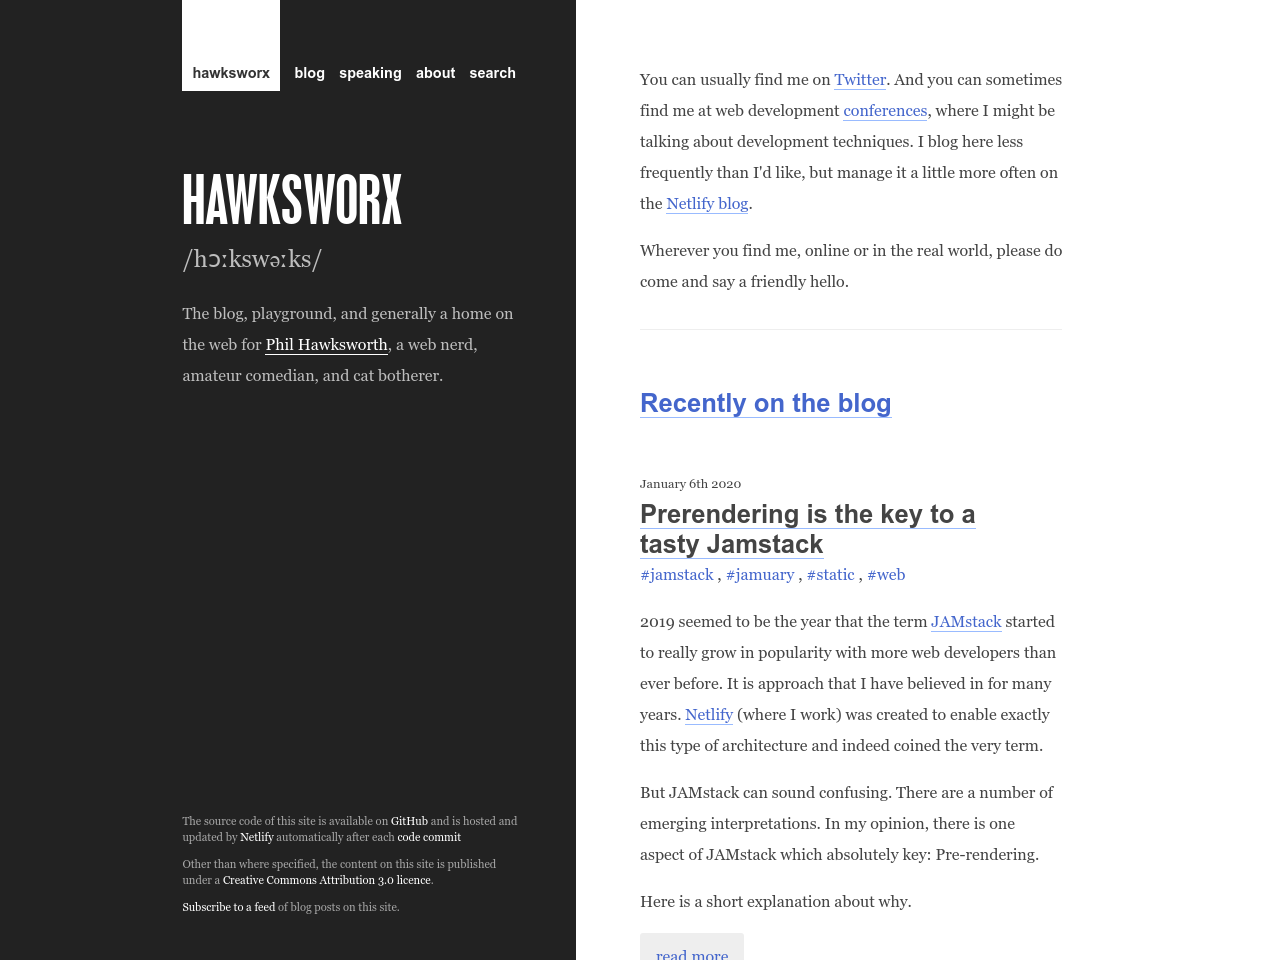 hawksworx blog speaking about search
HAWKSWORX
/hɔːkswəːks/
The blog, playground, and generally a home on
the web for Phil Hawksworth, a web nerd,
amateur comedian, and cat botherer.
The source code of this site is available on GitHub and is hosted and
updated by Netlify automatically after each code commit
Other than where specified, the content on this site is published
under a Creative Commons Attribution 3.0 licence.
Subscribe to a feed of blog posts on this site.
You can usually find me on Twitter. And you can sometimes
find me at web development conferences, where I might be
talking about development techniques. I blog here less
frequently than I'd like, but manage it a little more often on
the Netlify blog.
Wherever you find me, online or in the real world, please do
come and say a friendly hello.
Recently on the blog
January 6th 2020
Prerendering is the key to a
tasty Jamstack
#jamstack , #jamuary , #static , #web
2019 seemed to be the year that the term JAMstack started
to really grow in popularity with more web developers than
ever before. It is approach that I have believed in for many
years. Netlify (where I work) was created to enable exactly
this type of architecture and indeed coined the very term.
But JAMstack can sound confusing. There are a number of
emerging interpretations. In my opinion, there is one
aspect of JAMstack which absolutely key: Pre-rendering.
Here is a short explanation about why.
read more